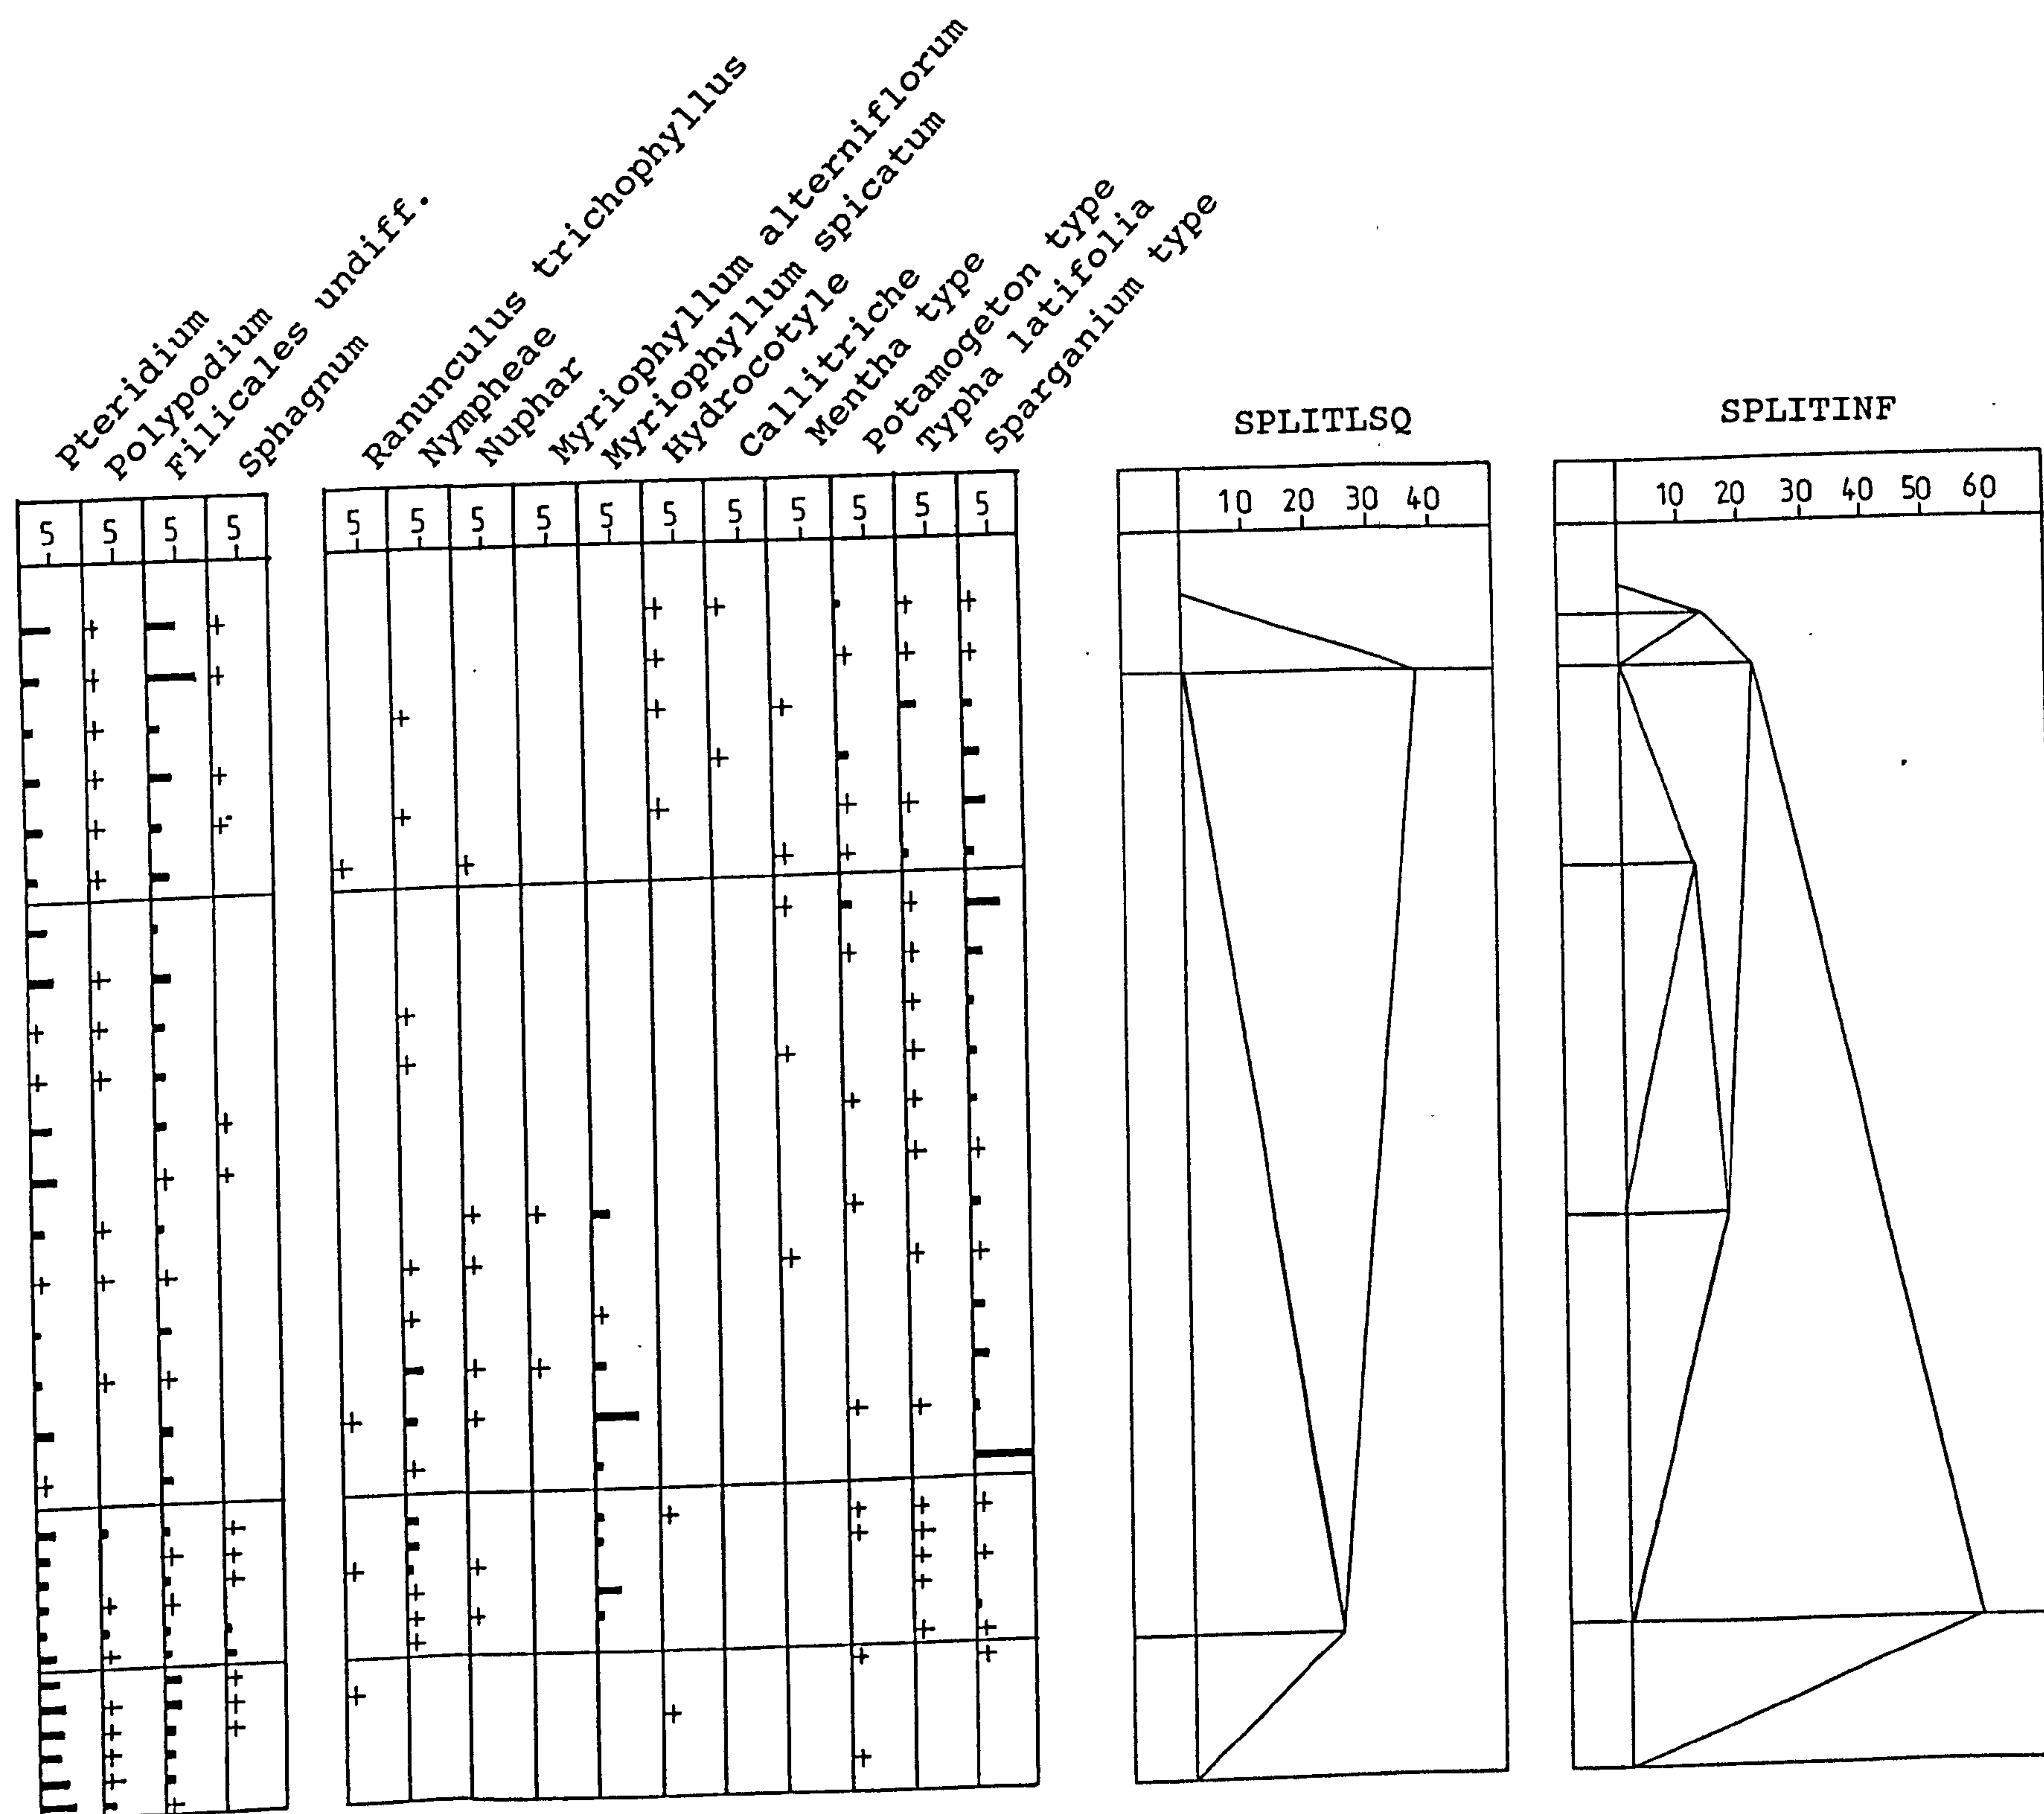 Pteridium
Polypodium
Filicales undiff.
Sphagnum
Ranunculus trichophyllus
Nympheae
Nuphar
Myriophyllum alterniflorum
Myriophyllum spicatum
Hydrocotyle
Callitriche
Mentha type
Potamogeton type
Typha latifolia
Sparganium type
SPLITLSQ
SPLITINF
5 5 5 5
5 5 5 5 5 5 5 5 5 5 5
10 20 30 40
10 20 30 40 50 60